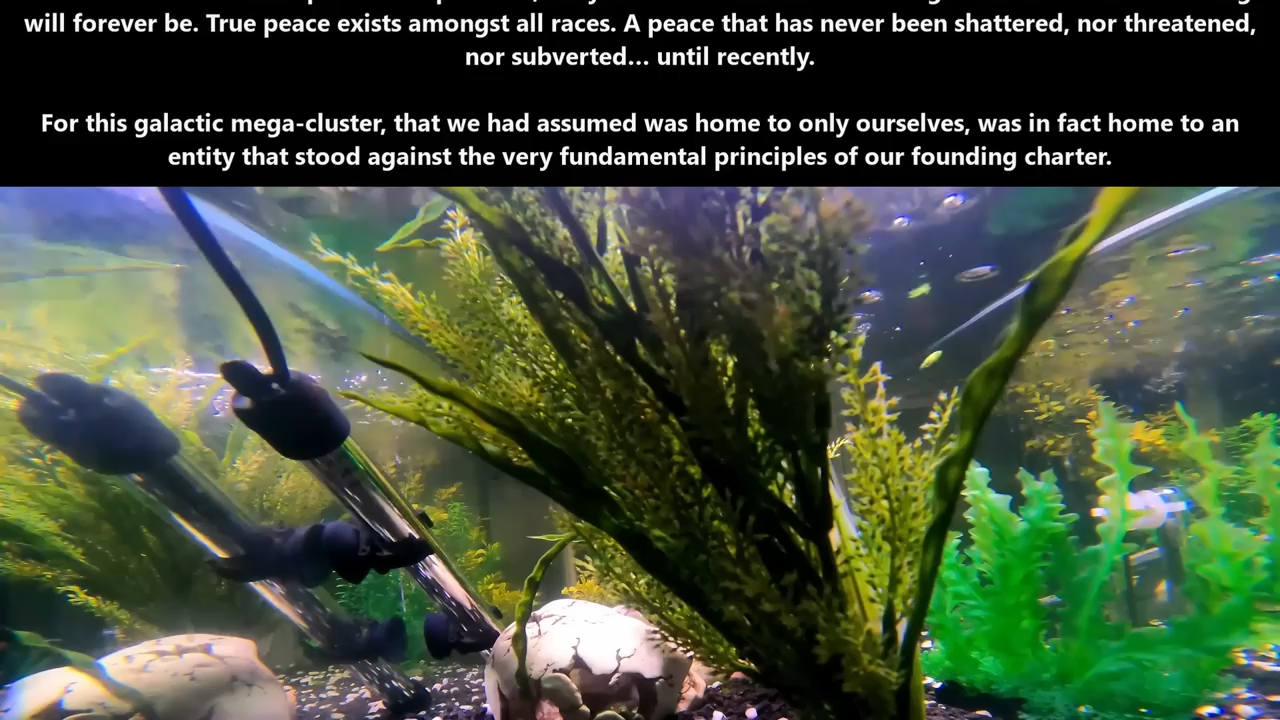 will forever be. True peace exists amongst all races. A peace that has never been shattered, nor threatened,
nor subverted... until recently.
For this galactic mega-cluster, that we had assumed was home to only ourselves, was in fact home to an
entity that stood against the very fundamental principles of our founding charter.